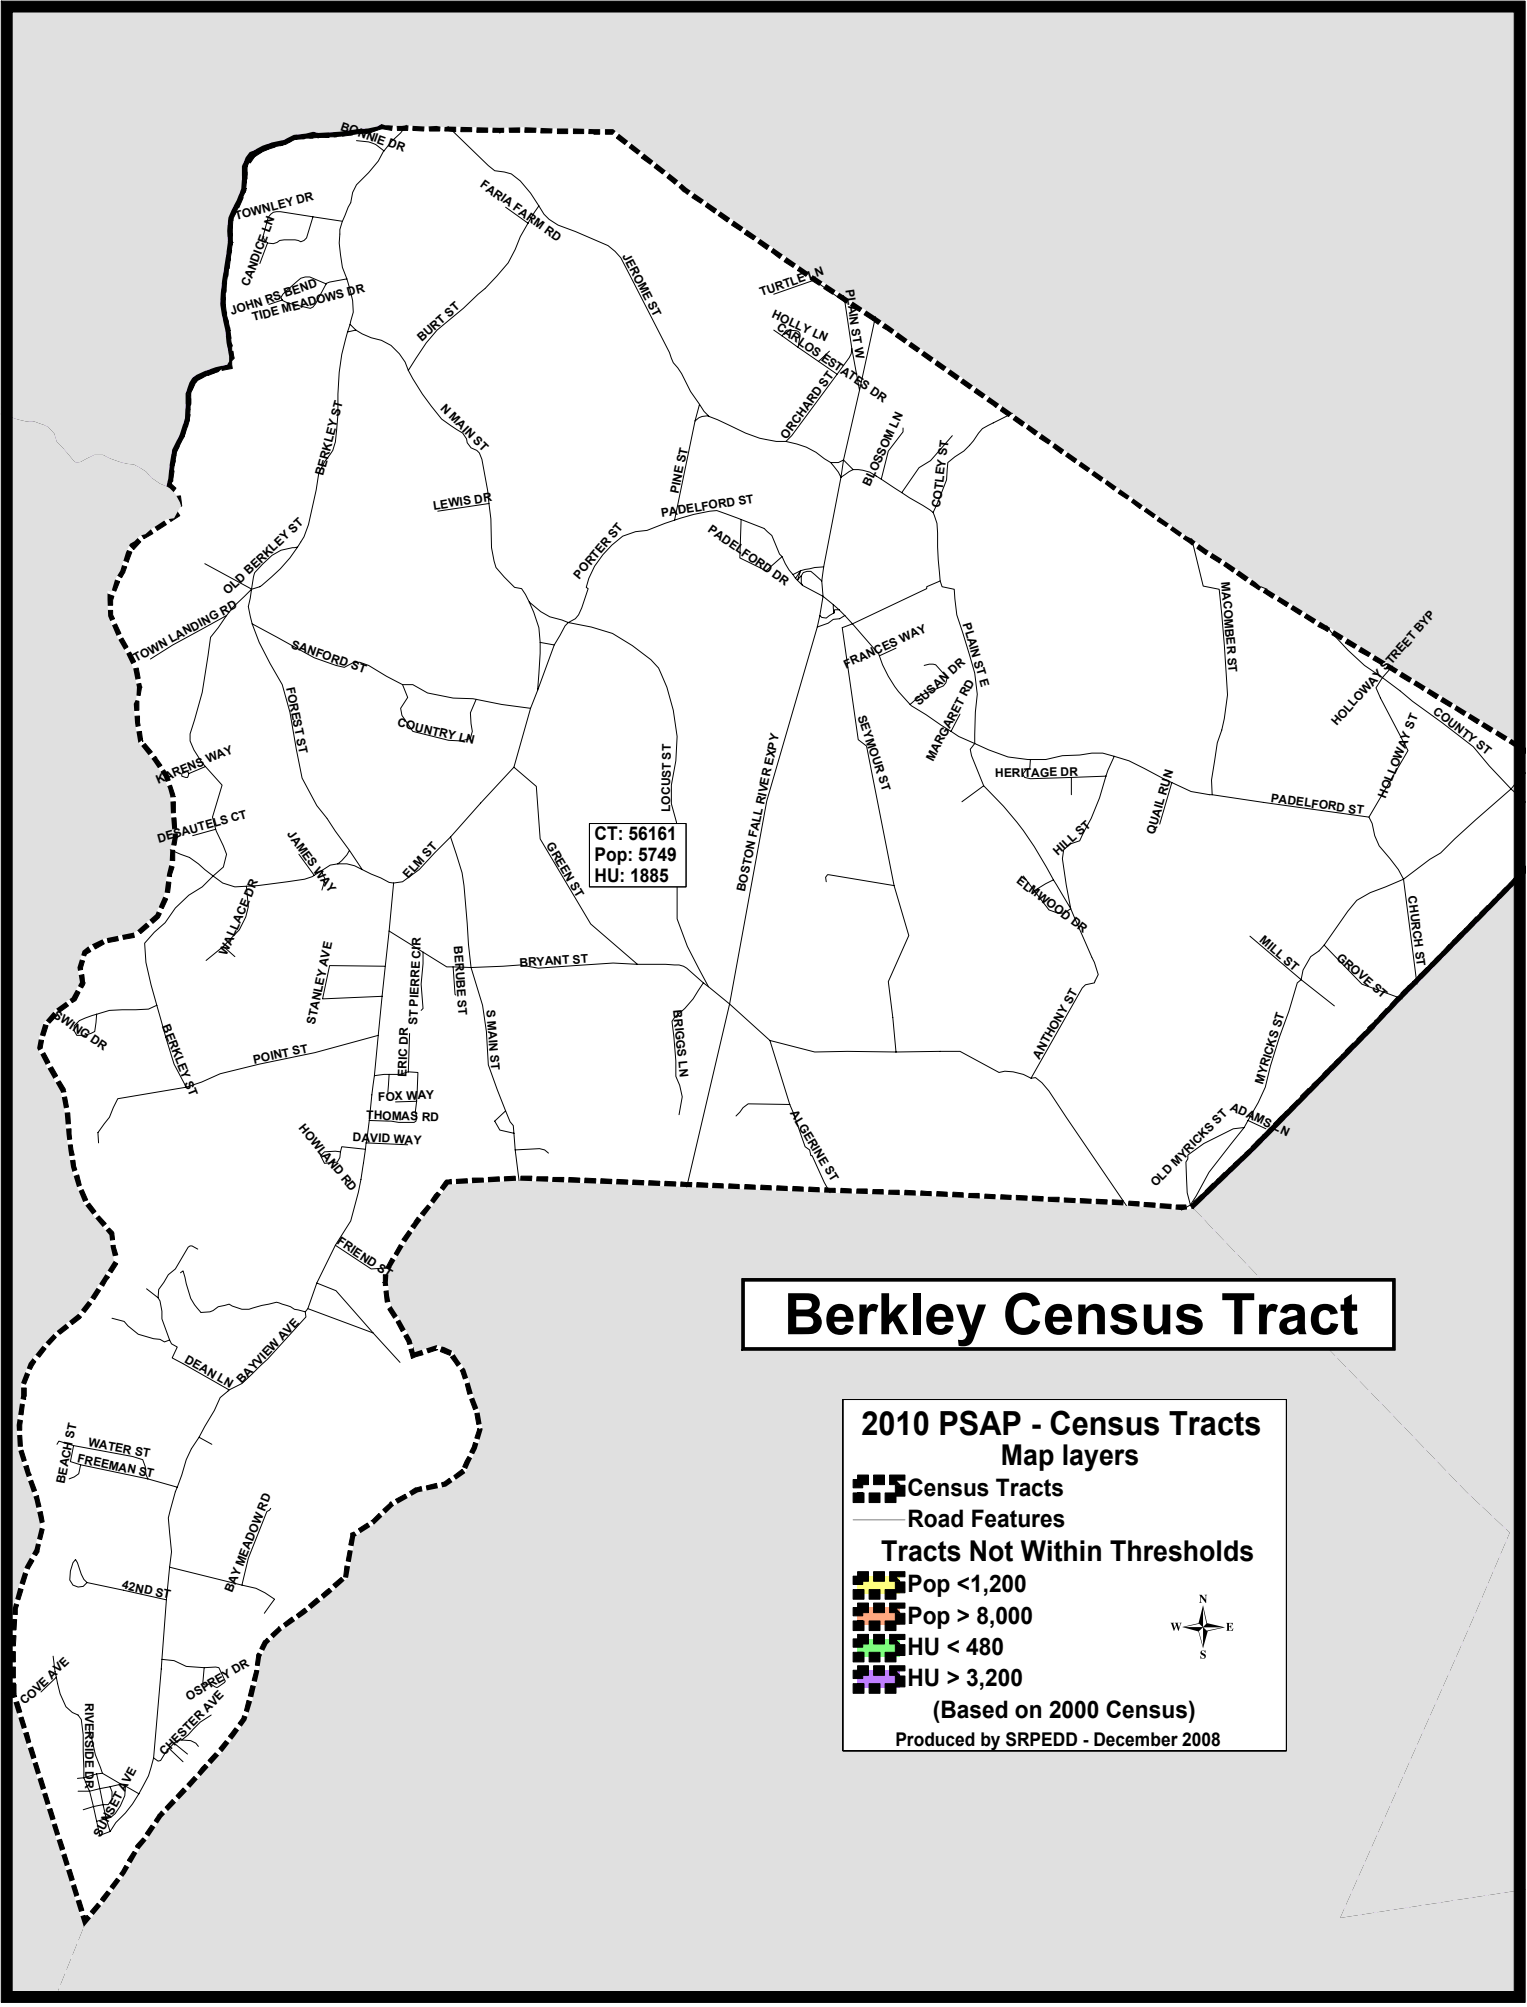 BONNIE DR
TOWNLEY DR
CANDICE LN
JOHN RS BEND
TIDE MEADOWS DR
FARIA FARM RD
BURT ST
JEROME ST
TURTLE LN
PLAIN ST W
HOLLY LN
CARLOS ESTATES DR
ORCHARD ST
BLOSSOM LN
COTLEY ST
BERKLEY ST
N MAIN ST
LEWIS DR
PINE ST
PADELFORD ST
PADELFORD DR
PORTER ST
OLD BERKLEY ST
TOWN LANDING RD
SANFORD ST
FOREST ST
COUNTRY LN
KARENS WAY
DESAUTELS CT
JAMES WAY
WALLACE DR
ELM ST
GREEN ST
LOCUST ST
CT: 56161
Pop: 5749
HU: 1885
BOSTON FALL RIVER EXPY
SEYMOUR ST
FRANCES WAY
SUSAN DR
MARGARET RD
PLAIN ST E
MACOMBER ST
HOLLOWAY STREET BYP
COUNTY ST
HOLLOWAY ST
HERITAGE DR
QUAIL RUN
PADELFORD ST
HILL ST
ELMWOOD DR
CHURCH ST
MILL ST
GROVE ST
MYRICKS ST
ANTHONY ST
ADAMS LN
OLD MYRICKS ST
STANLEY AVE
ST PIERRE CIR
BERUBE ST
BRYANT ST
S MAIN ST
BRIGGS LN
ALGERINE ST
SWING DR
BERKLEY ST
POINT ST
ERIC DR
FOX WAY
THOMAS RD
DAVID WAY
HOWLAND RD
FRIEND ST
BAYVIEW AVE
DEAN LN
BEACH ST
WATER ST
FREEMAN ST
BAY MEADOW RD
42ND ST
COVE AVE
OSPREY DR
CHESTER AVE
RIVERSIDE DR
SUNSET AVE
Berkley Census Tract
2010 PSAP - Census Tracts
Map layers
Census Tracts
Road Features
Tracts Not Within Thresholds
Pop <1,200
Pop > 8,000
HU < 480
HU > 3,200
(Based on 2000 Census)
Produced by SRPEDD - December 2008
N
W E
S